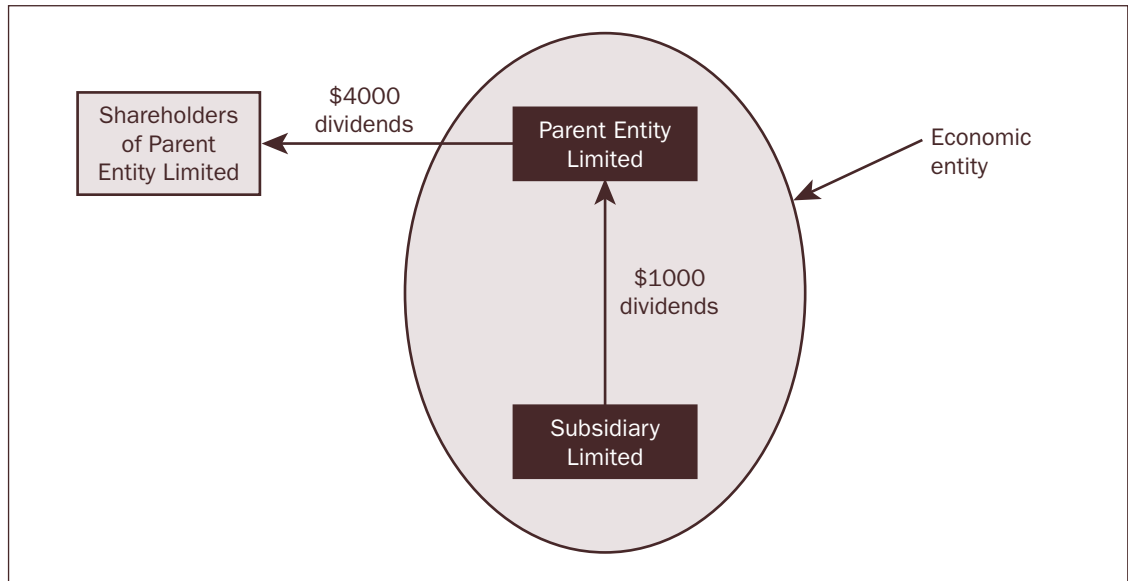 $4000
dividends
Shareholders
of Parent
Entity Limited
Parent Entity
Limited
Economic
entity
$1000
dividends
Subsidiary
Limited